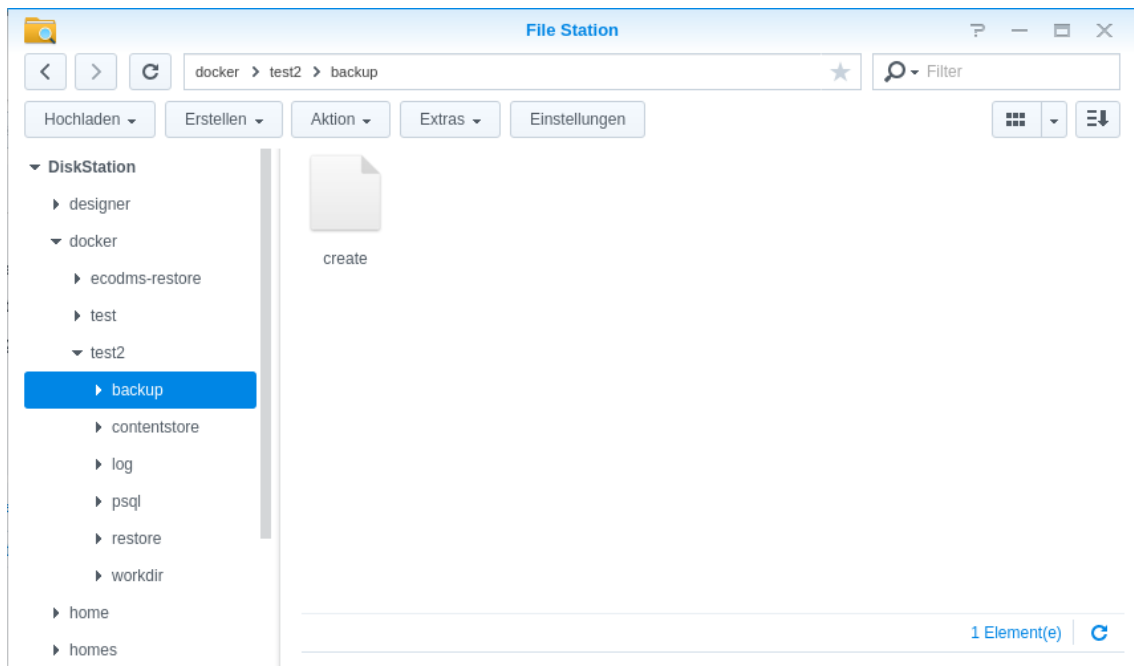 File Station
docker > test2 > backup
Filter
Hochladen Erstellen Aktion Extras Einstellungen
DiskStation
designer
docker
ecodms-restore
test
test2
backup
contentstore
log
psql
restore
workdir
home
homes
create
1 Element(e)